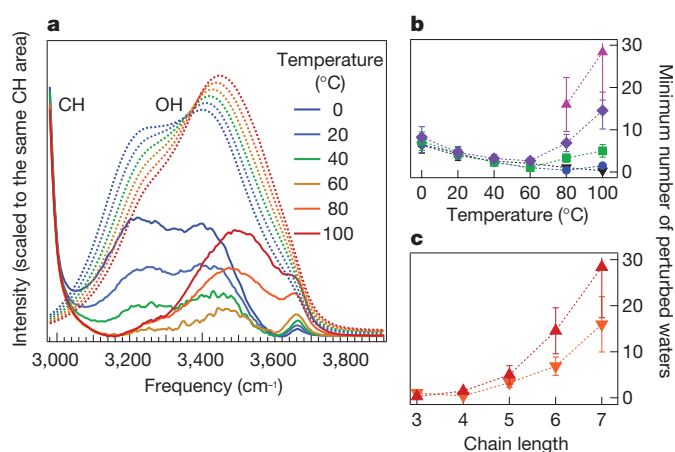 a
Intensity (scaled to the same CH area)
CH
OH
Temperature
(°C)
0
20
40
60
80
100
3,000 3,200 3,400 3,600 3,800
Frequency (cm⁻¹)
b
30
20
10
0
0 20 40 60 80 100
Temperature (°C)
Minimum number of perturbed waters
c
30
20
10
0
3 4 5 6 7
Chain length